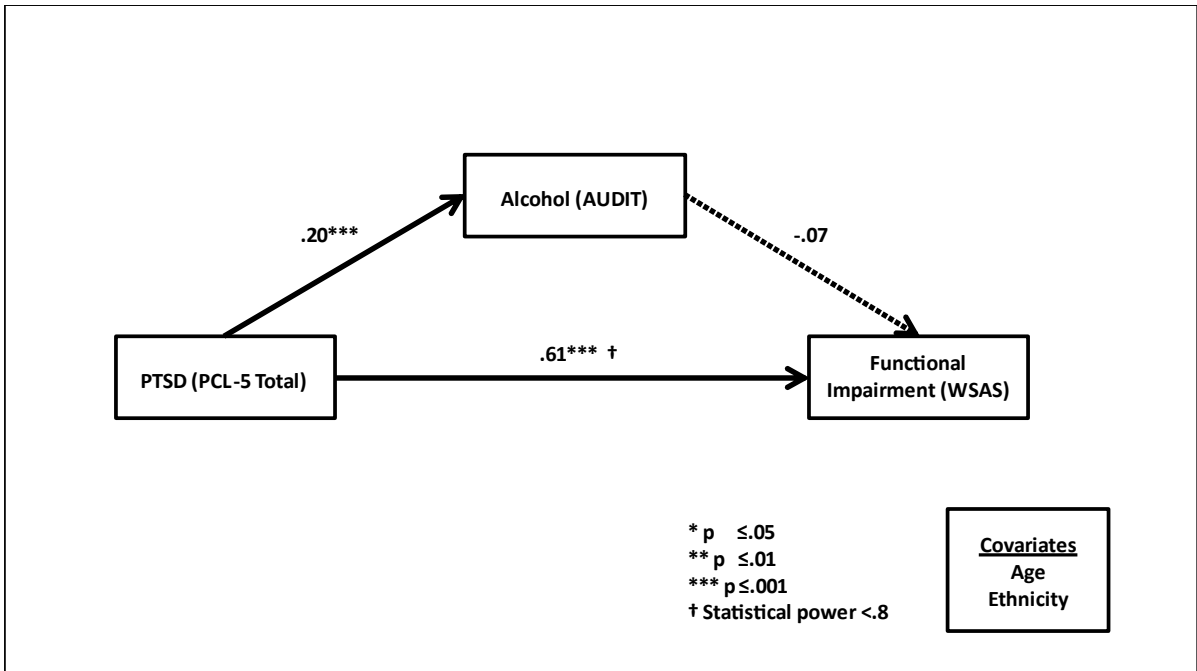 Alcohol (AUDIT)
.20***
-.07
PTSD (PCL-5 Total)
.61*** †
Functional
Impairment (WSAS)
* p ≤.05
** p ≤.01
*** p ≤.001
† Statistical power <.8
Covariates
Age
Ethnicity